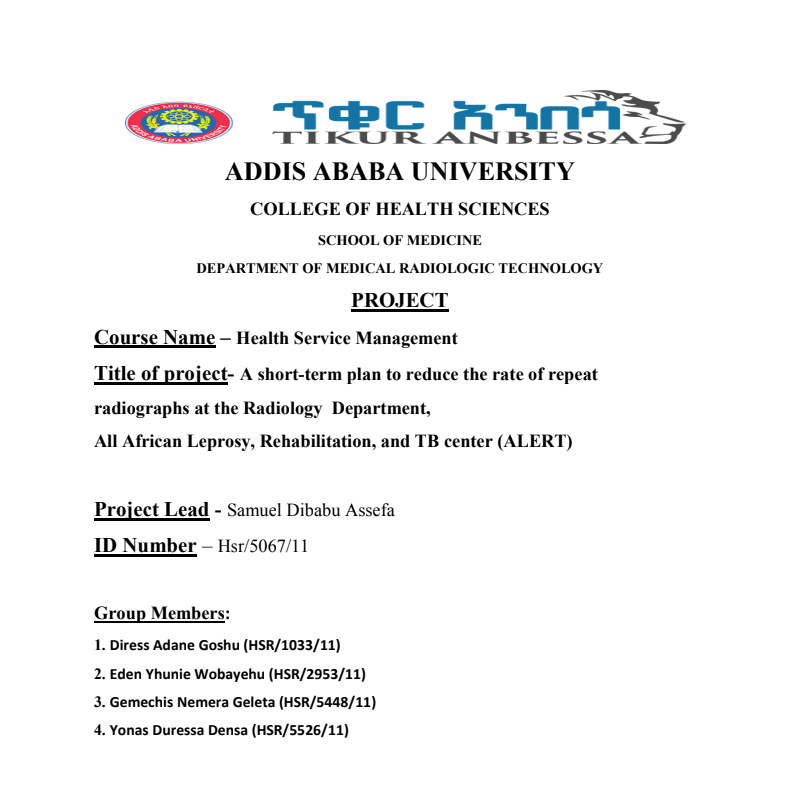 ጥቁር አንበሳ
TIKUR ANBESSA
ADDIS ABABA UNIVERSITY
ADDIS ABABA UNIVERSITY
COLLEGE OF HEALTH SCIENCES
SCHOOL OF MEDICINE
DEPARTMENT OF MEDICAL RADIOLOGIC TECHNOLOGY
PROJECT
Course Name – Health Service Management
Title of project- A short-term plan to reduce the rate of repeat
radiographs at the Radiology Department,
All African Leprosy, Rehabilitation, and TB center (ALERT)
Project Lead - Samuel Dibabu Assefa
ID Number – Hsr/5067/11
Group Members:
1. Diress Adane Goshu (HSR/1033/11)
2. Eden Yhunie Wobayehu (HSR/2953/11)
3. Gemechis Nemera Geleta (HSR/5448/11)
4. Yonas Duressa Densa (HSR/5526/11)